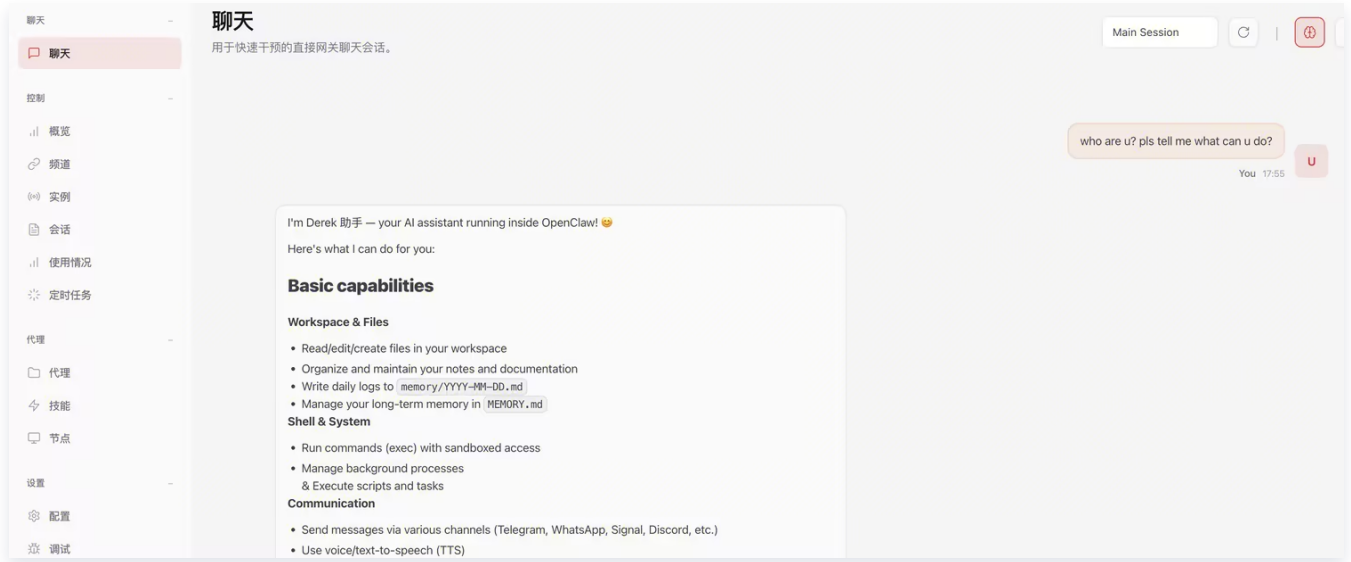 聊天
聊天
控制
概览
频道
实例
会话
使用情况
定时任务
代理
代理
技能
节点
设置
配置
调试
聊天
用于快速干预的直接网关聊天会话。
Main Session
who are u? pls tell me what can u do?
U
You 17:55
I'm Derek 助手 — your AI assistant running inside OpenClaw! 😊
Here's what I can do for you:
Basic capabilities
Workspace & Files
• Read/edit/create files in your workspace
• Organize and maintain your notes and documentation
• Write daily logs to memory/YYYY-MM-DD.md
• Manage your long-term memory in MEMORY.md
Shell & System
• Run commands (exec) with sandboxed access
• Manage background processes
& Execute scripts and tasks
Communication
• Send messages via various channels (Telegram, WhatsApp, Signal, Discord, etc.)
• Use voice/text-to-speech (TTS)